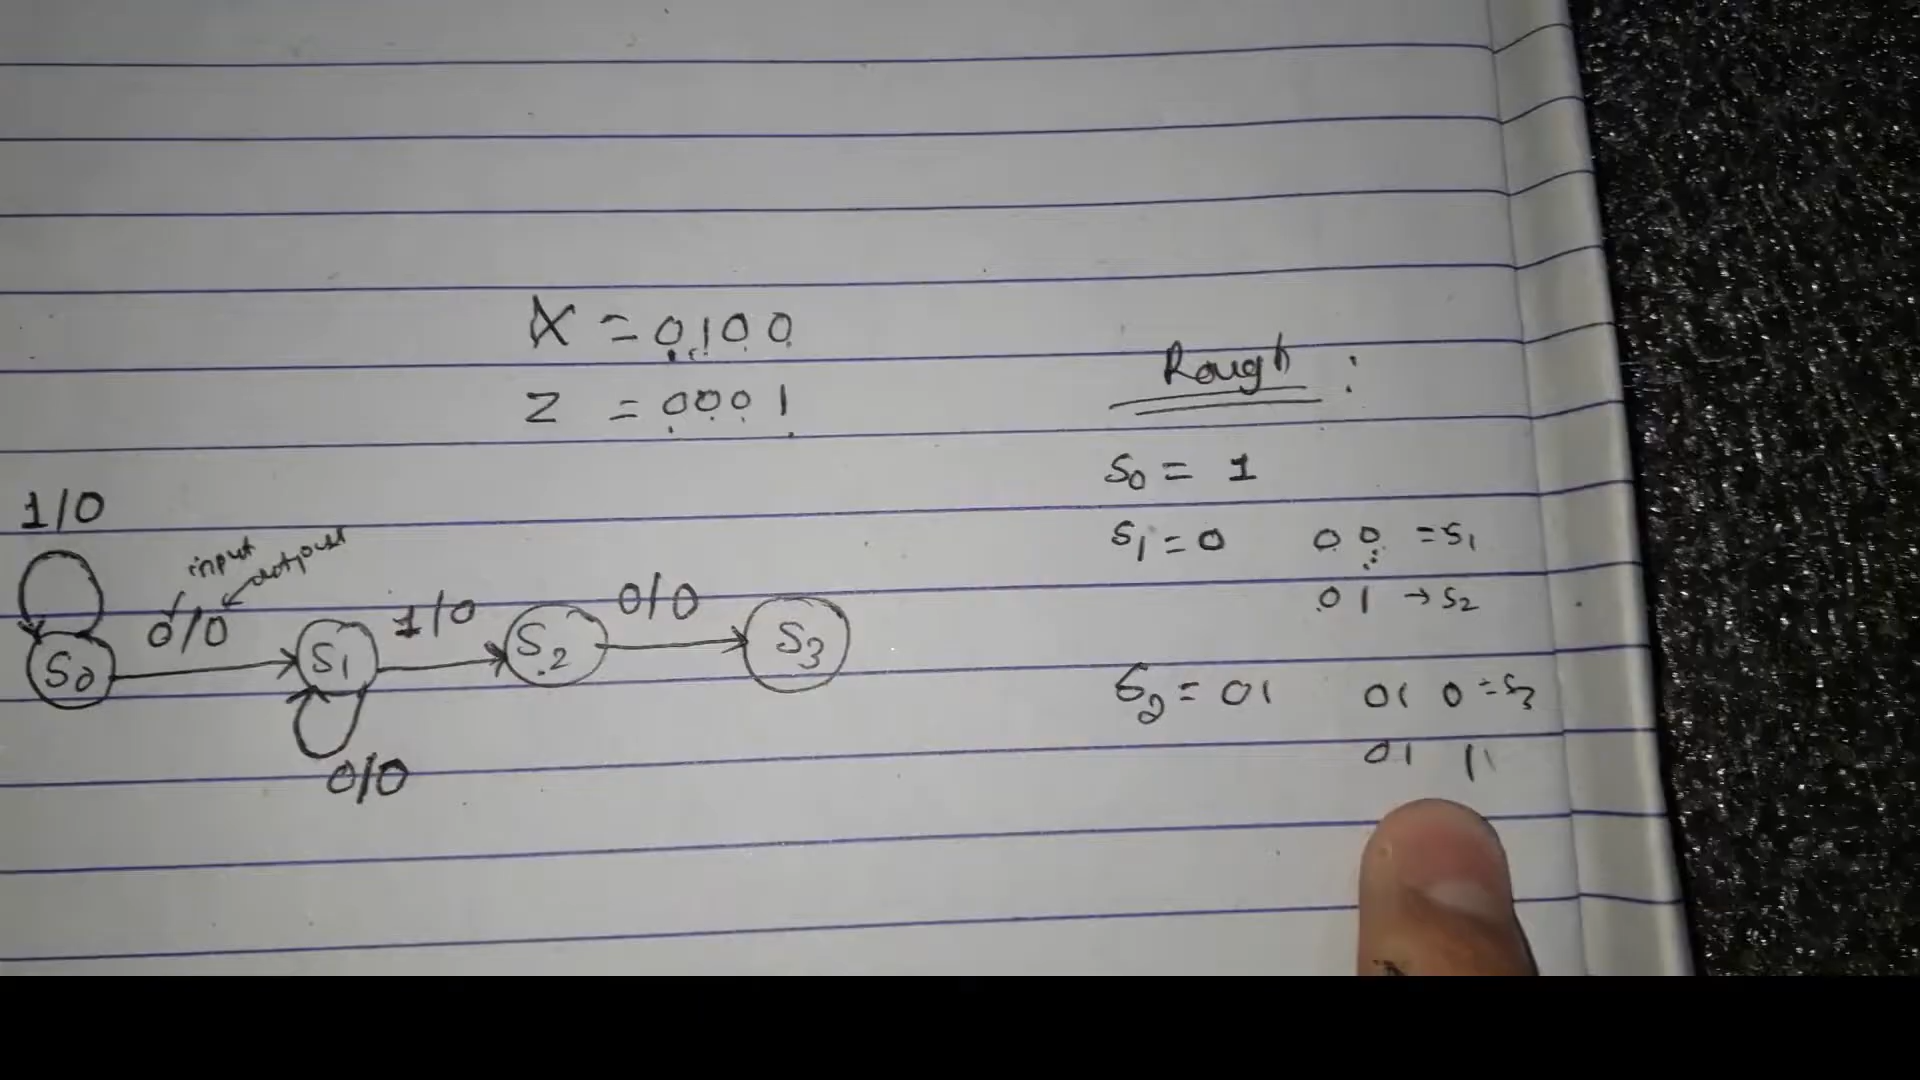 X = 0100
Z = 0001
Rough :
S0 = 1
S1 = 0 00 = S1
01 → S2
S2 = 01 010 = S3
01 1
1/0
input
output
0/0
1/0
0/0
S0
S1
S2
S3
0/0